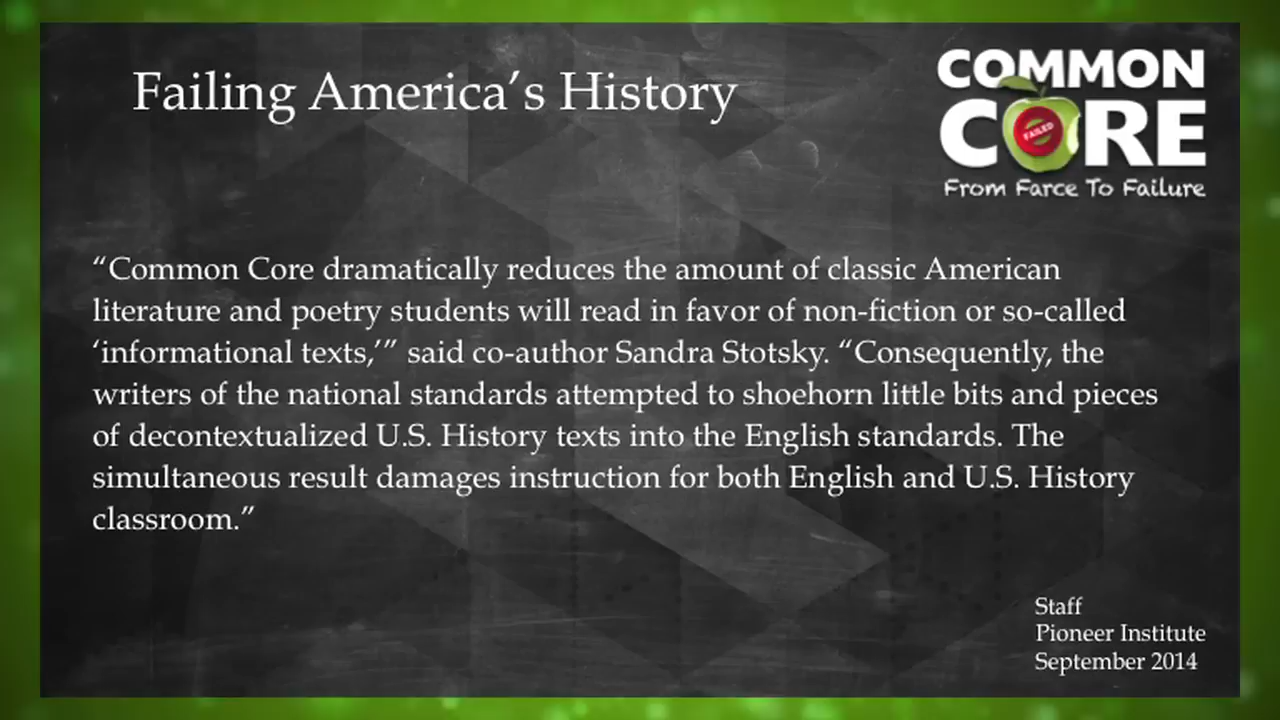 Failing America’s History
COMMON
CORE
FAILED
From Farce To Failure
“Common Core dramatically reduces the amount of classic American
literature and poetry students will read in favor of non-fiction or so-called
‘informational texts,’” said co-author Sandra Stotsky. “Consequently, the
writers of the national standards attempted to shoehorn little bits and pieces
of decontextualized U.S. History texts into the English standards. The
simultaneous result damages instruction for both English and U.S. History
classroom.”
Staff
Pioneer Institute
September 2014